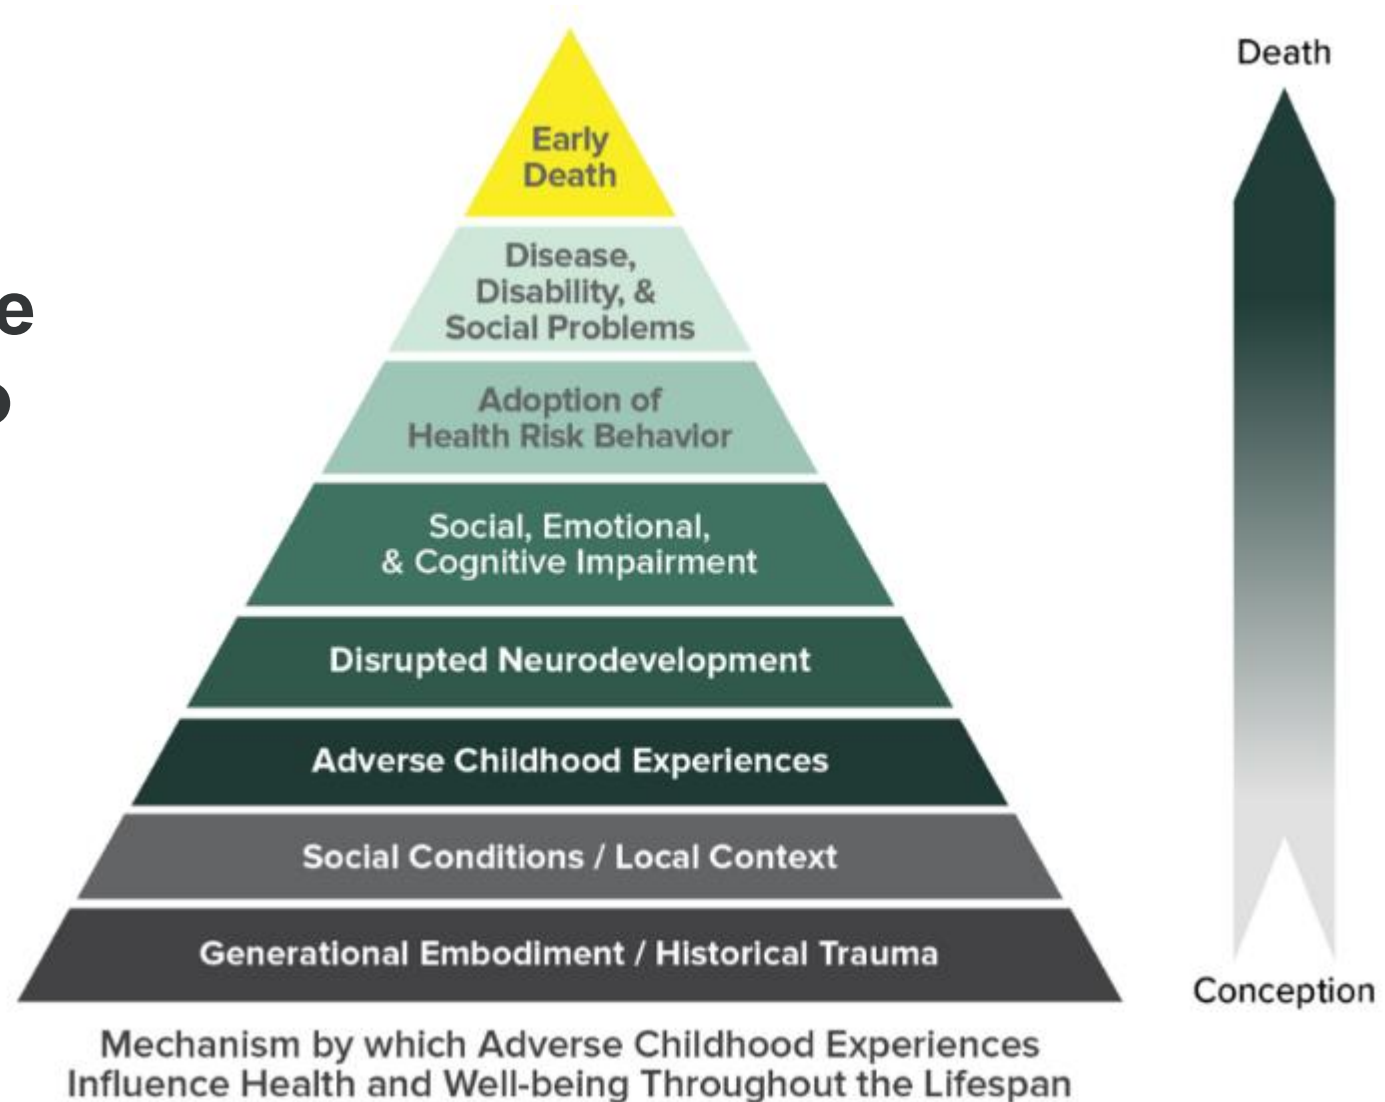 Death
Early
Death
Disease,
Disability, &
Social Problems
Adoption of
Health Risk Behavior
Social, Emotional,
& Cognitive Impairment
Disrupted Neurodevelopment
Adverse Childhood Experiences
Social Conditions / Local Context
Generational Embodiment / Historical Trauma
Conception
Mechanism by which Adverse Childhood Experiences
Influence Health and Well-being Throughout the Lifespan